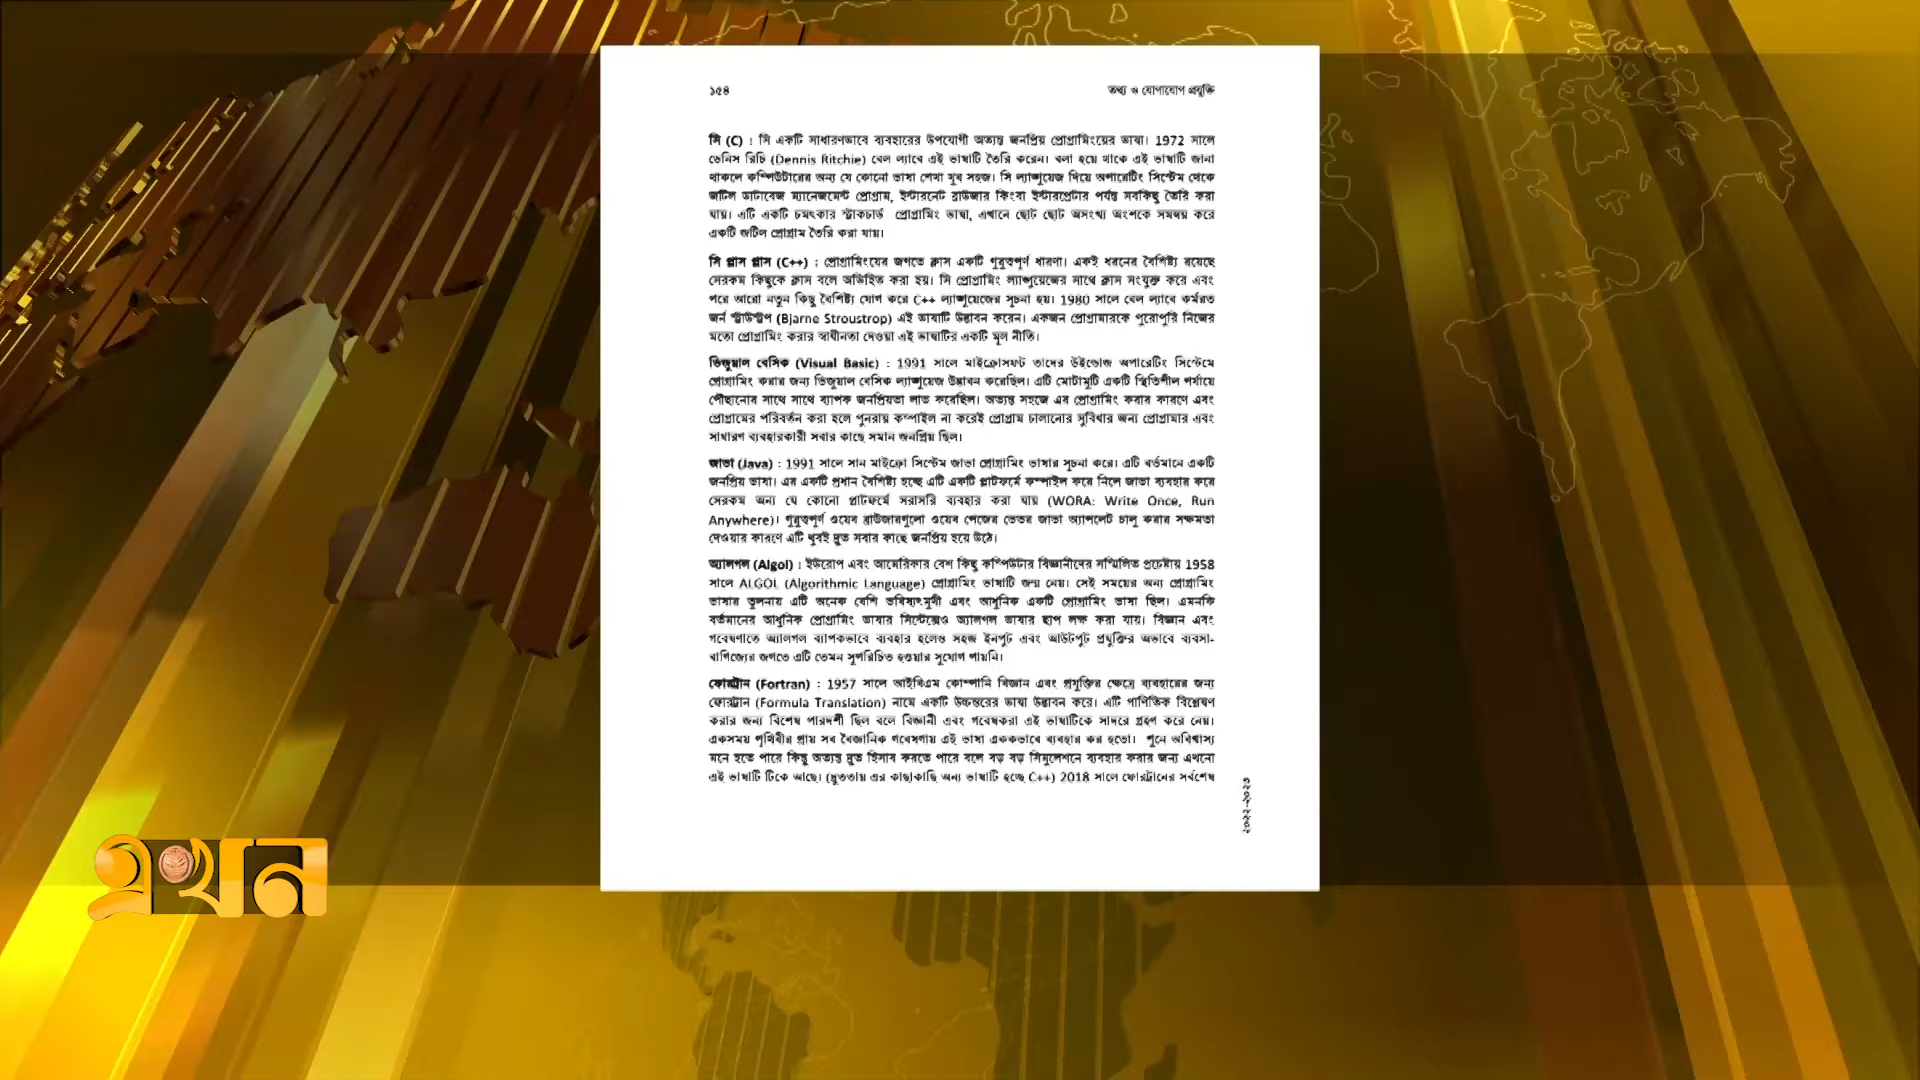 ১৫৪ তথ্য ও যোগাযোগ প্রযুক্তি
সি (C) : সি একটি সাধারণভাবে ব্যবহারের উপযোগী অত্যন্ত জনপ্রিয় প্রোগ্রামিংয়ের ভাষা। 1972 সালে
ডেনিস রিচি (Dennis Ritchie) বেল ল্যাবে এই ভাষাটি তৈরি করেন। বলা হয়ে থাকে এই ভাষাটি জানা
থাকলে কম্পিউটারের অন্য যে কোনো ভাষা শেখা খুব সহজ। সি ল্যাঙ্গুয়েজ দিয়ে অপারেটিং সিস্টেম থেকে
জটিল ডাটাবেজ ম্যানেজমেন্ট প্রোগ্রাম, ইন্টারনেট ব্রাউজার কিংবা ইন্টারপ্রেটার পর্যন্ত সবকিছু তৈরি করা
যায়। এটি একটি চমৎকার স্ট্রাকচার্ড প্রোগ্রামিং ভাষা, এখানে ছোট ছোট অসংখ্য অংশকে সমন্বয় করে
একটি জটিল প্রোগ্রাম তৈরি করা যায়।
সি প্লাস প্লাস (C++) : প্রোগ্রামিংয়ের জগতে ক্লাস একটি গুরুত্বপূর্ণ ধারণা। একই ধরনের বৈশিষ্ট্য রয়েছে
সেরকম কিছুকে ক্লাস বলে অভিহিত করা হয়। সি প্রোগ্রামিং ল্যাঙ্গুয়েজের সাথে ক্লাস সংযুক্ত করে এবং
পরে আরো নতুন কিছু বৈশিষ্ট্য যোগ করে C++ ল্যাঙ্গুয়েজের সূচনা হয়। 1980 সালে বেল ল্যাবে কর্মরত
জর্ন স্ট্রাউস্ট্রপ (Bjarne Stroustrop) এই ভাষাটি উদ্ভাবন করেন। একজন প্রোগ্রামারকে পুরোপুরি নিজের
মতো প্রোগ্রামিং করার স্বাধীনতা দেওয়া এই ভাষাটির একটি মূল নীতি।
ভিজুয়াল বেসিক (Visual Basic) : 1991 সালে মাইক্রোসফট তাদের উইন্ডোজ অপারেটিং সিস্টেমে
প্রোগ্রামিং করার জন্য ভিজুয়াল বেসিক ল্যাঙ্গুয়েজ উদ্ভাবন করেছিল। এটি মোটামুটি একটি স্থিতিশীল পর্যায়ে
পৌঁছানোর সাথে সাথে ব্যাপক জনপ্রিয়তা লাভ করেছিল। অত্যন্ত সহজে এর প্রোগ্রামিং করার কারণে এবং
প্রোগ্রামের পরিবর্তন করা হলে পুনরায় কম্পাইল না করেই প্রোগ্রাম চালানোর সুবিধার জন্য প্রোগ্রামার এবং
সাধারণ ব্যবহারকারী সবার কাছে সমান জনপ্রিয় ছিল।
জাভা (Java) : 1991 সালে সান মাইক্রো সিস্টেম জাভা প্রোগ্রামিং ভাষার সূচনা করে। এটি বর্তমানে একটি
জনপ্রিয় ভাষা। এর একটি প্রধান বৈশিষ্ট্য হচ্ছে এটি একটি প্লাটফর্মে কম্পাইল করে নিলে জাভা ব্যবহার করে
সেরকম অন্য যে কোনো প্লাটফর্মে সরাসরি ব্যবহার করা যায় (WORA: Write Once, Run
Anywhere)। গুরুত্বপূর্ণ ওয়েব ব্রাউজারগুলো ওয়েব পেজের ভেতর জাভা অ্যাপলেট চালু করার সক্ষমতা
দেওয়ার কারণে এটি খুবই দ্রুত সবার কাছে জনপ্রিয় হয়ে উঠে।
অ্যালগল (Algol) : ইউরোপ এবং আমেরিকার বেশ কিছু কম্পিউটার বিজ্ঞানীদের সম্মিলিত প্রচেষ্টায় 1958
সালে ALGOL (Algorithmic Language) প্রোগ্রামিং ভাষাটি জন্ম নেয়। সেই সময়ের অন্য প্রোগ্রামিং
ভাষার তুলনায় এটি অনেক বেশি ভবিষ্যৎমুখী এবং আধুনিক একটি প্রোগ্রামিং ভাষা ছিল। এমনকি
বর্তমানের আধুনিক প্রোগ্রামিং ভাষার সিন্টেক্সেও অ্যালগল ভাষার ছাপ লক্ষ করা যায়। বিজ্ঞান এবং
গবেষণাতে অ্যালগল ব্যাপকভাবে ব্যবহার হলেও সহজ ইনপুট এবং আউটপুট প্রযুক্তির অভাবে ব্যবসা-
বাণিজ্যের জগতে এটি তেমন সুপরিচিত হওয়ার সুযোগ পায়নি।
ফোরট্রান (Fortran) : 1957 সালে আইবিএম কোম্পানি বিজ্ঞান এবং প্রযুক্তির ক্ষেত্রে ব্যবহারের জন্য
ফোরট্রান (Formula Translation) নামে একটি উচ্চস্তরের ভাষা উদ্ভাবন করে। এটি গাণিতিক বিশ্লেষণ
করার জন্য বিশেষ পারদর্শী ছিল বলে বিজ্ঞানী এবং গবেষকরা এই ভাষাটিকে সাদরে গ্রহণ করে নেয়।
একসময় পৃথিবীর প্রায় সব বৈজ্ঞানিক গবেষণায় এই ভাষা এককভাবে ব্যবহার কর হতো। শুনে অবিশ্বাস্য
মনে হতে পারে কিন্তু অত্যন্ত দ্রুত হিসাব করতে পারে বলে বড় বড় সিমুলেশনে ব্যবহার করার জন্য এখনো
এই ভাষাটি টিকে আছে। (দ্রুততায় এর কাছাকাছি অন্য ভাষাটি হচ্ছে C++) 2018 সালে ফোরট্রানের সর্বশেষ
২০২২-২০২৩
এখন